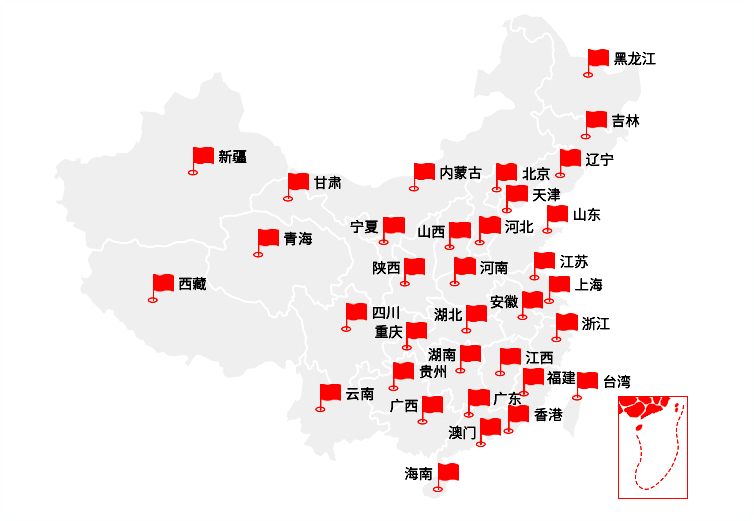 黑龙江
吉林
新疆
辽宁
内蒙古
北京
甘肃
天津
山东
宁夏
山西
河北
青海
陕西
河南
江苏
西藏
上海
安徽
四川
湖北
浙江
重庆
湖南
江西
贵州
福建
台湾
云南
广西
广东
香港
澳门
海南